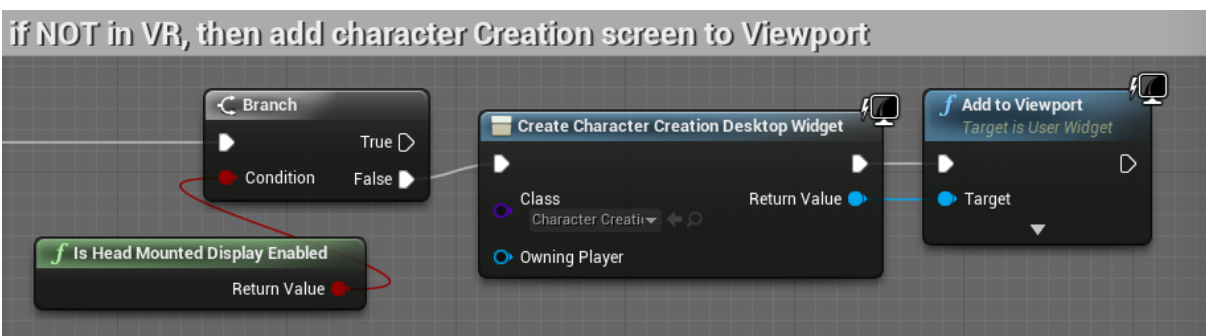 if NOT in VR, then add character Creation screen to Viewport
Branch
True
Condition
False
Is Head Mounted Display Enabled
Return Value
Create Character Creation Desktop Widget
Class
Return Value
Character Creati
Owning Player
f Add to Viewport
Target is User Widget
Target